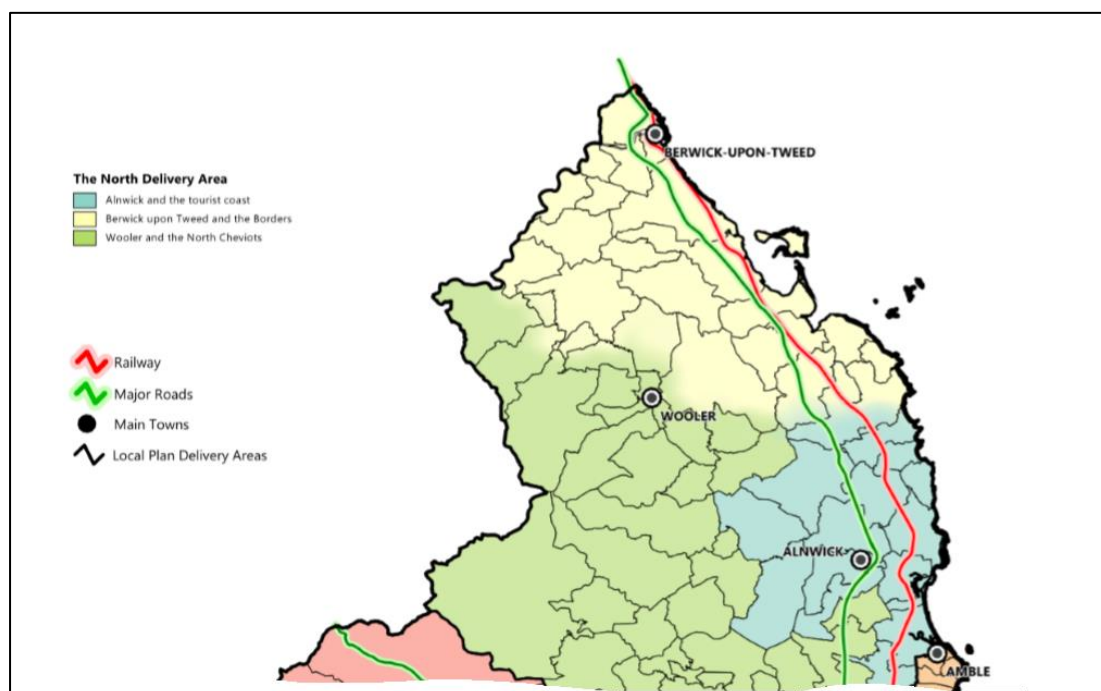 BERWICK-UPON-TWEED
The North Delivery Area
Alnwick and the tourist coast
Berwick upon Tweed and the Borders
Wooler and the North Cheviots
Railway
Major Roads
Main Towns
Local Plan Delivery Areas
WOOLER
ALNWICK
AMBLE